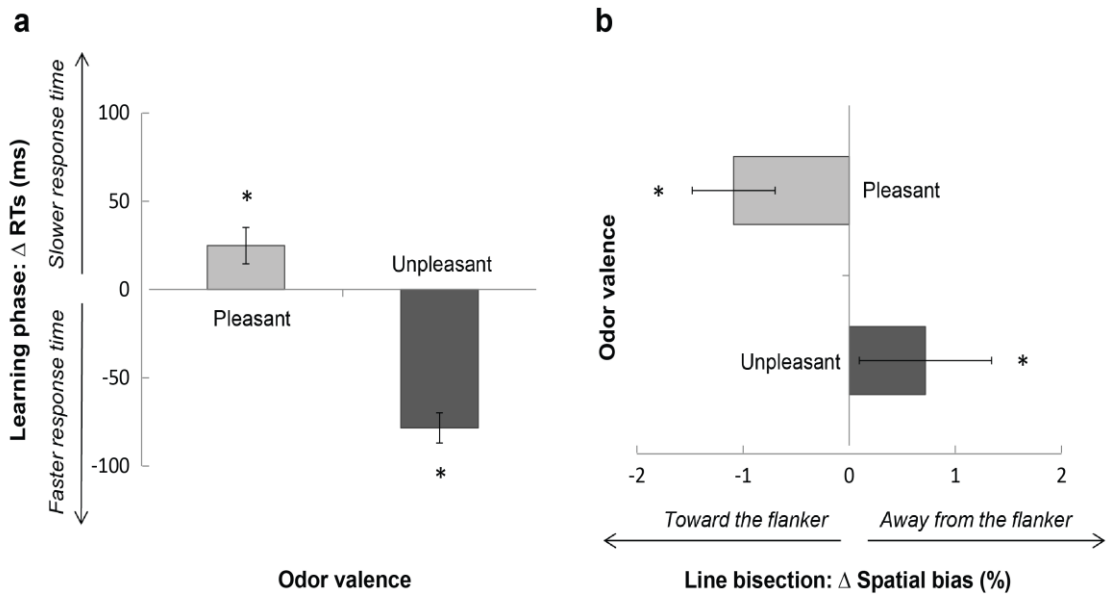 a
Learning phase: Δ RTs (ms)
Slower response time
Faster response time
100
50
0
-50
-100
*
Pleasant
Unpleasant
*
Odor valence
b
Odor valence
*
Pleasant
Unpleasant
*
-2 -1 0 1 2
Toward the flanker Away from the flanker
Line bisection: Δ Spatial bias (%)